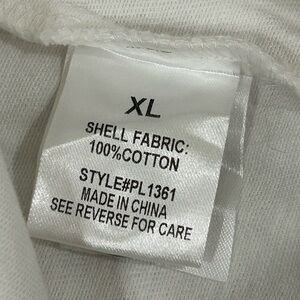 XL
SHELL FABRIC:
100%COTTON
STYLE#PL1361
MADE IN CHINA
SEE REVERSE FOR CARE